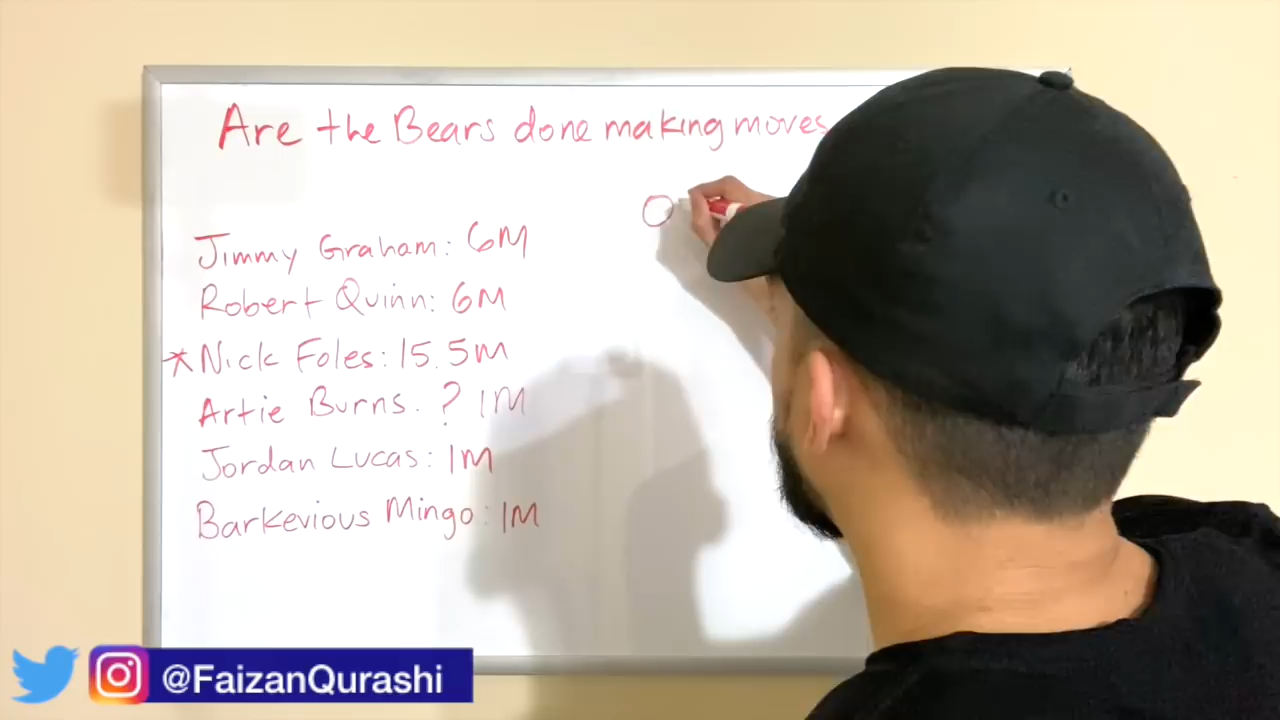 Are the Bears done making moves
O
Jimmy Graham: 6M
Robert Quinn: 6M
*Nick Foles: 15.5M
Artie Burns. ? 1M
Jordan Lucas: 1M
Barkevious Mingo: 1M
@FaizanQurashi